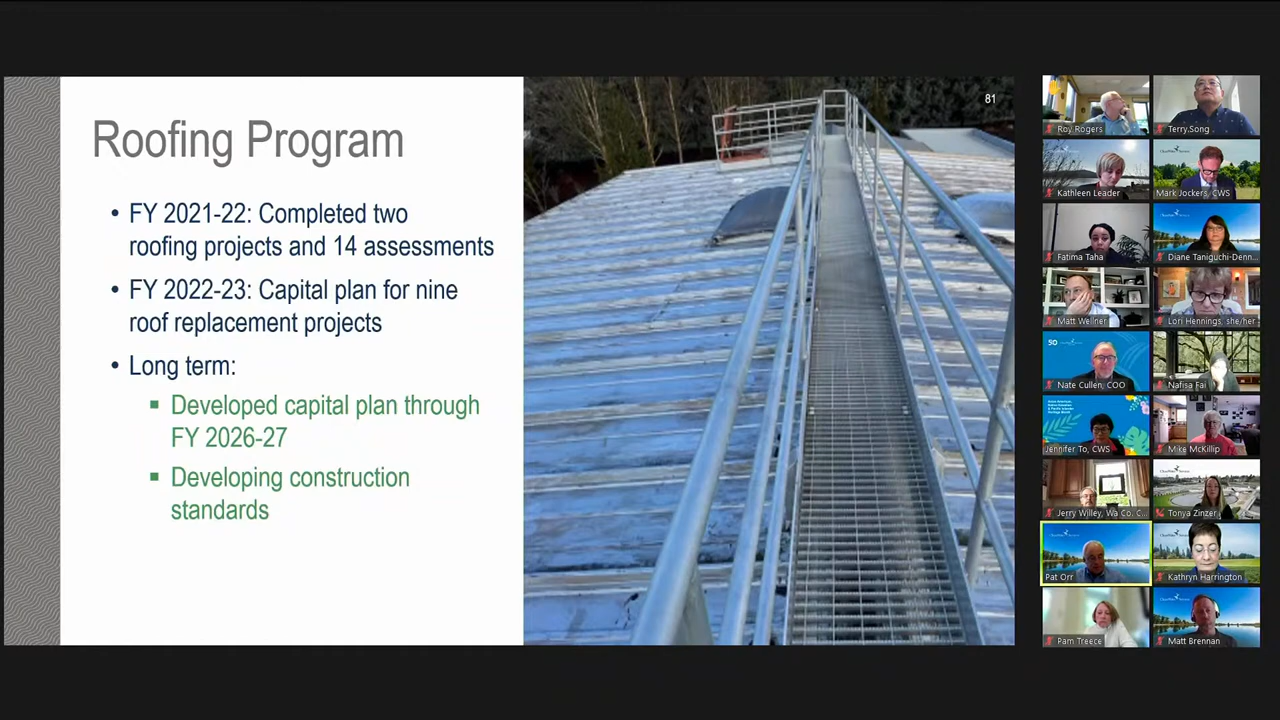 81
Roofing Program
• FY 2021-22: Completed two
roofing projects and 14 assessments
• FY 2022-23: Capital plan for nine
roof replacement projects
• Long term:
▪ Developed capital plan through
FY 2026-27
▪ Developing construction
standards
Roy Rogers
Terry Song
Kathleen Leader
Mark Jockers, CWS
Fatima Taha
Diane Taniguchi-Denn...
Matt Wellner
Lori Hennings, she/her
Nate Cullen, COO
Nafisa Fai
Jennifer To, CWS
Mike McKillip
Jerry Willey, Wa Co. C...
Tonya Zinzer
Pat Orr
Kathryn Harrington
Pam Treece
Matt Brennan